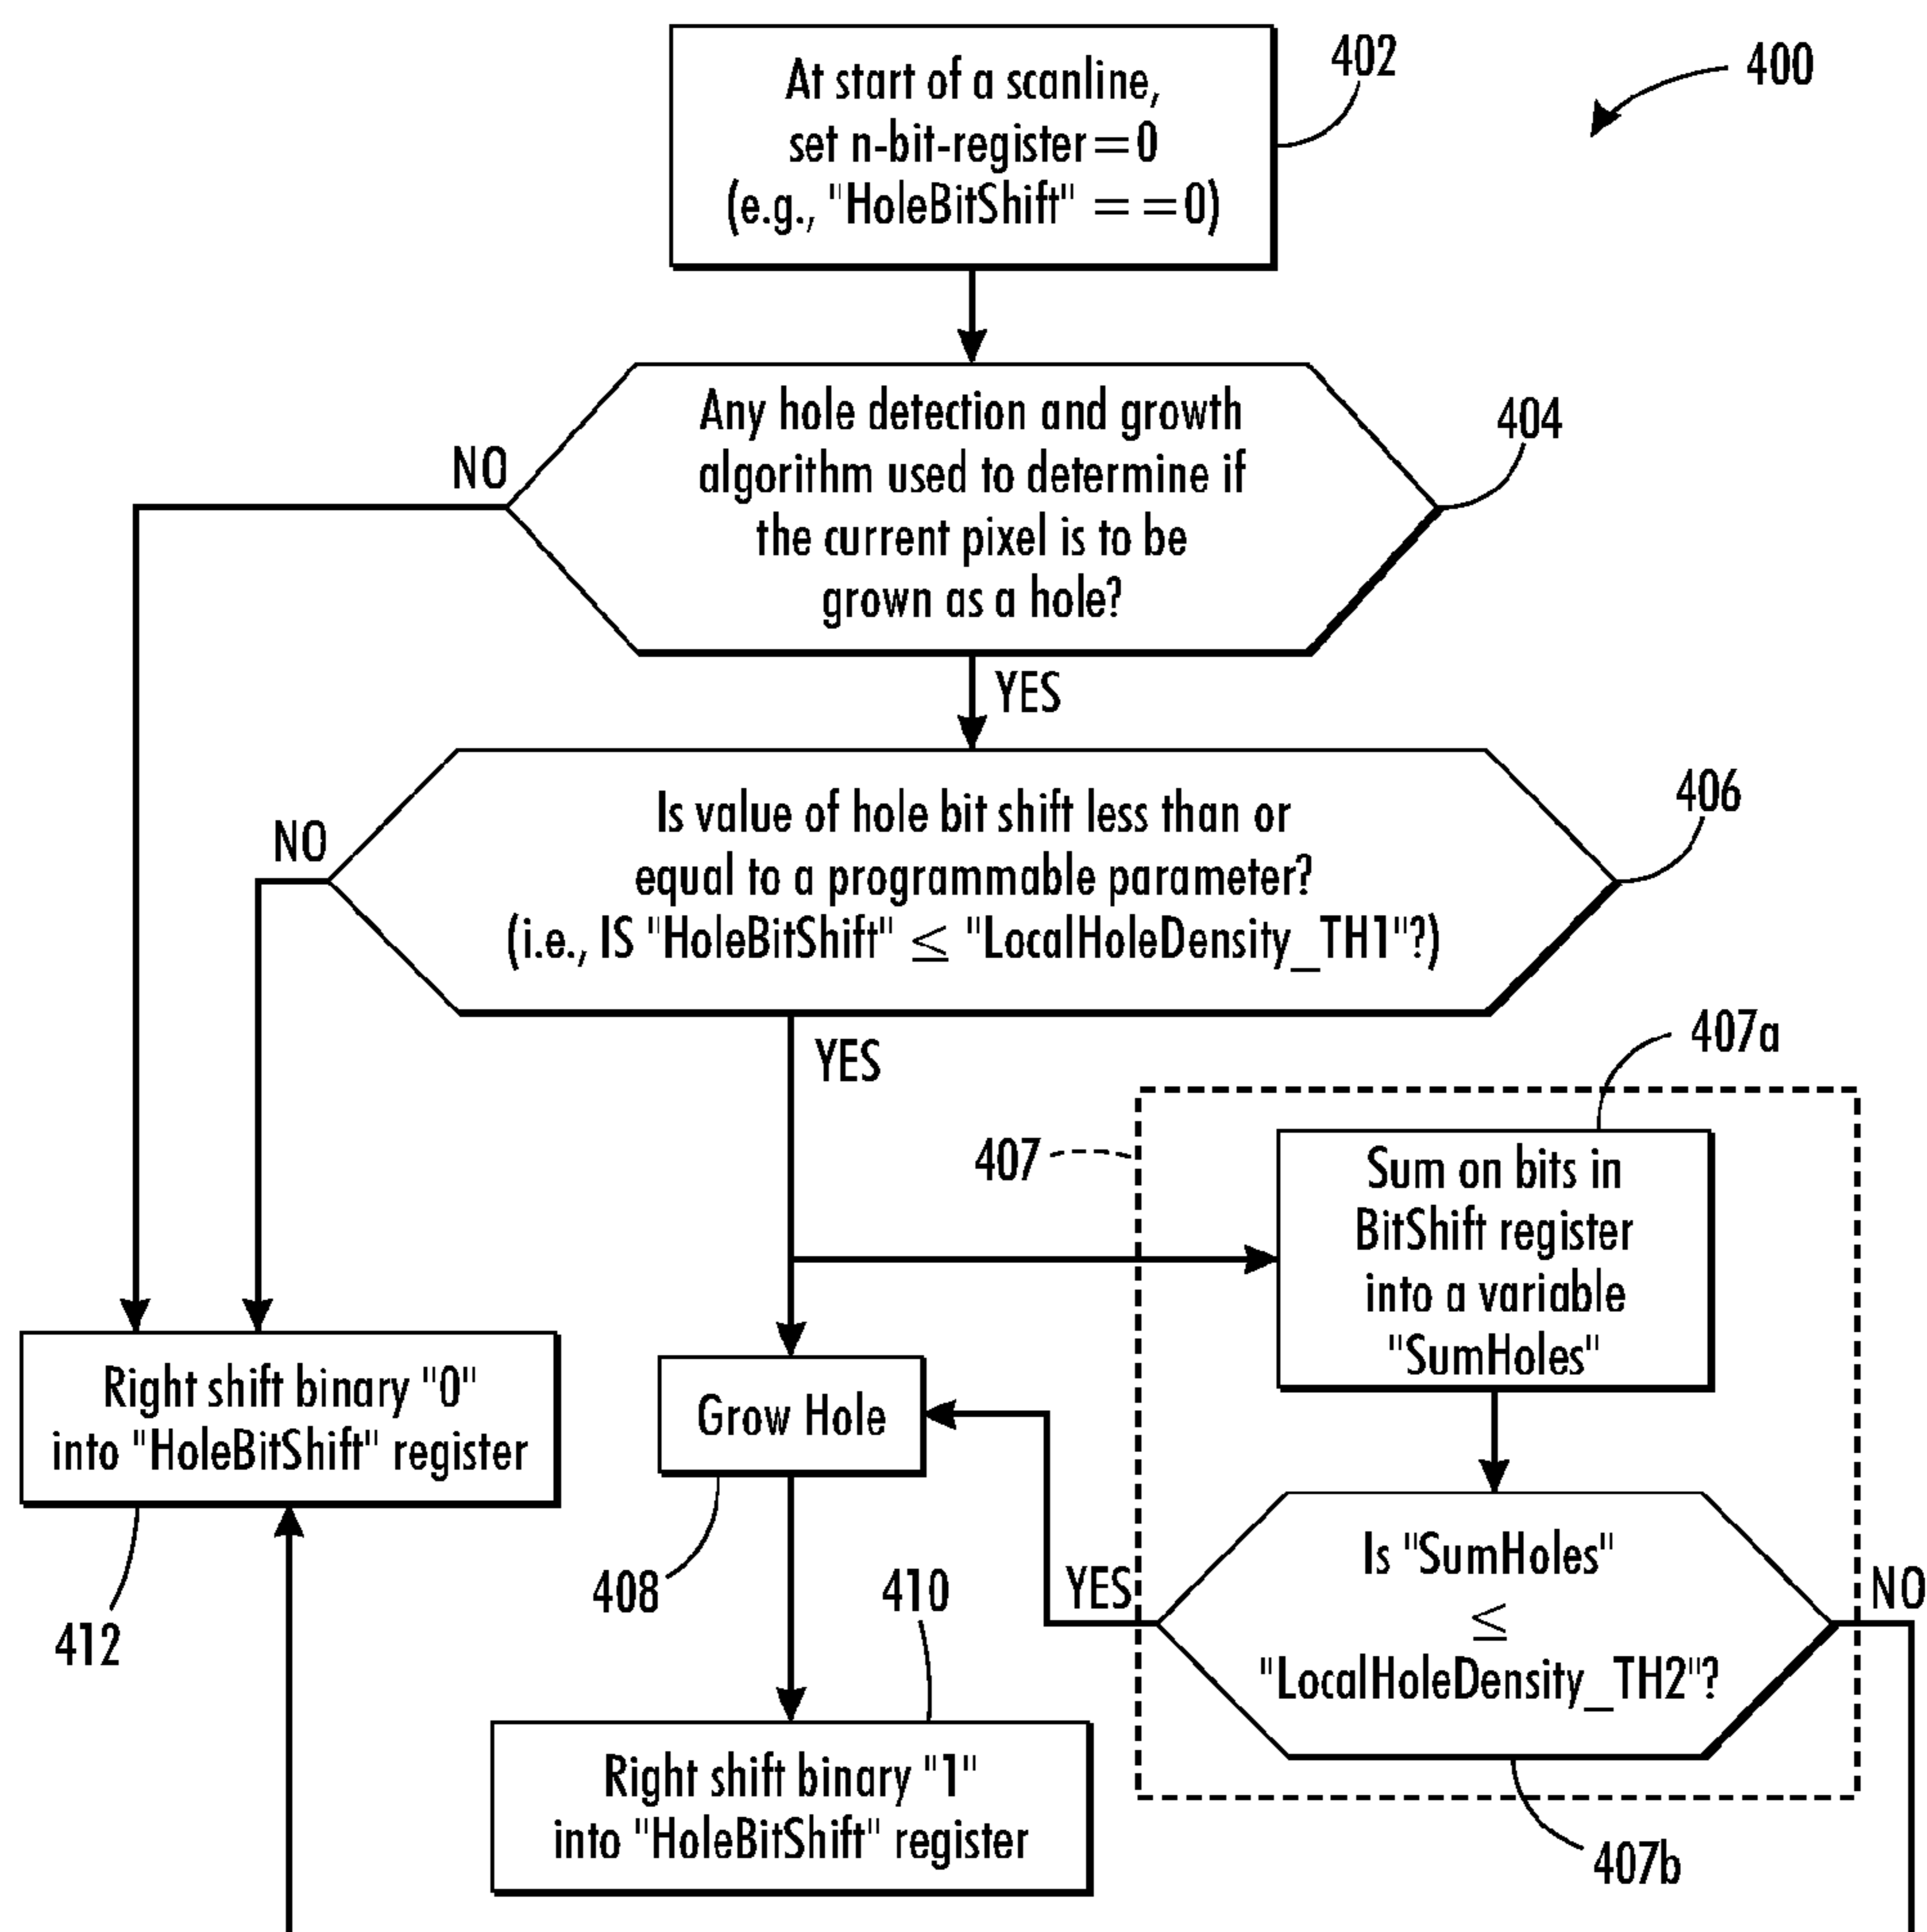 At start of a scanline,
set n-bit-register=0
(e.g., "HoleBitShift" ==0)
402
400
Any hole detection and growth
algorithm used to determine if
the current pixel is to be
grown as a hole?
404
NO
YES
Is value of hole bit shift less than or
equal to a programmable parameter?
(i.e., IS "HoleBitShift" ≤ "LocalHoleDensity_TH1"?)
406
NO
YES
407a
407
Sum on bits in
BitShift register
into a variable
"SumHoles"
Right shift binary "0"
into "HoleBitShift" register
412
Grow Hole
408
410
YES
Is "SumHoles"
≤
"LocalHoleDensity_TH2"?
NO
407b
Right shift binary "1"
into "HoleBitShift" register